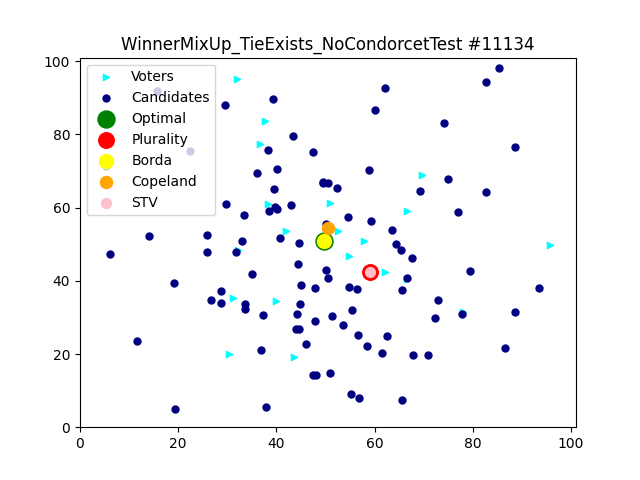 WinnerMixUp_TieExists_NoCondorcetTest #11134
Voters
Candidates
Optimal
Plurality
Borda
Copeland
STV
100
80
60
40
20
0
0 20 40 60 80 100